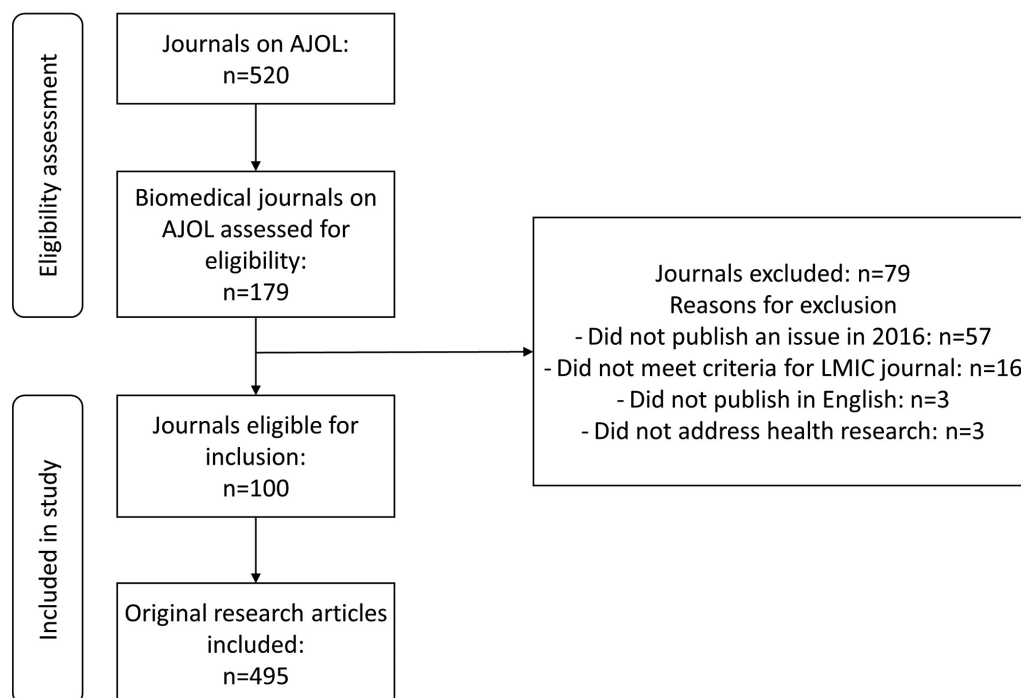 Eligibility assessment
Journals on AJOL:
n=520
Biomedical journals on
AJOL assessed for
eligibility:
n=179
Journals excluded: n=79
Reasons for exclusion
- Did not publish an issue in 2016: n=57
- Did not meet criteria for LMIC journal: n=16
- Did not publish in English: n=3
- Did not address health research: n=3
Included in study
Journals eligible for
inclusion:
n=100
Original research articles
included:
n=495